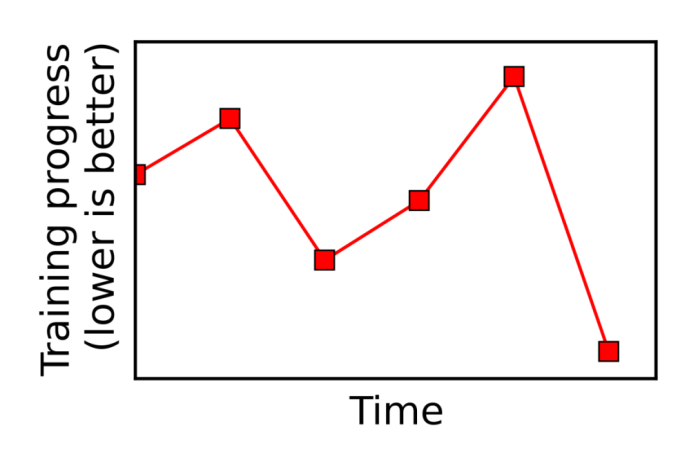 Training progress
(lower is better)
Time